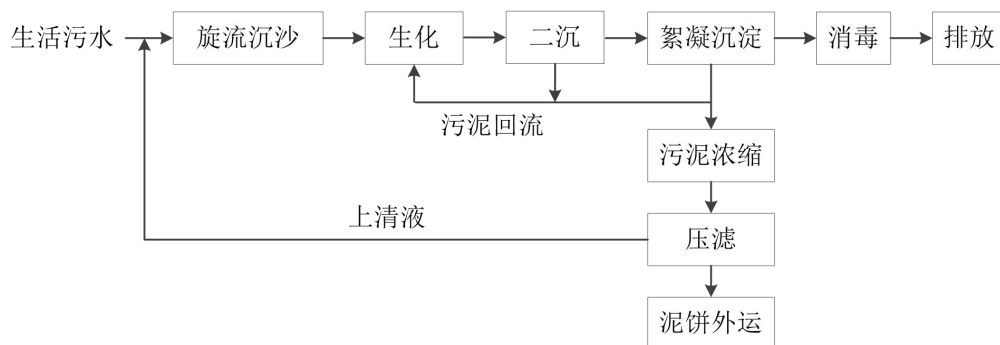 生活污水
旋流沉沙
生化
二沉
絮凝沉淀
消毒
排放
污泥回流
污泥浓缩
上清液
压滤
泥饼外运